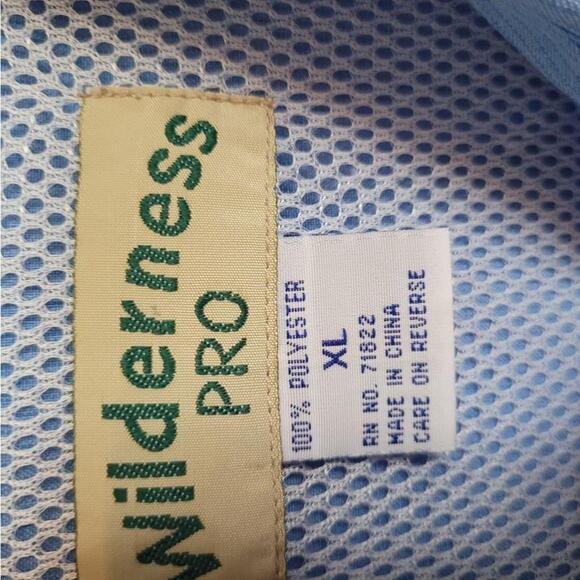 Wilderness
PRO
100% POLYESTER
XL
RN NO. 71822
MADE IN CHINA
CARE ON REVERSE